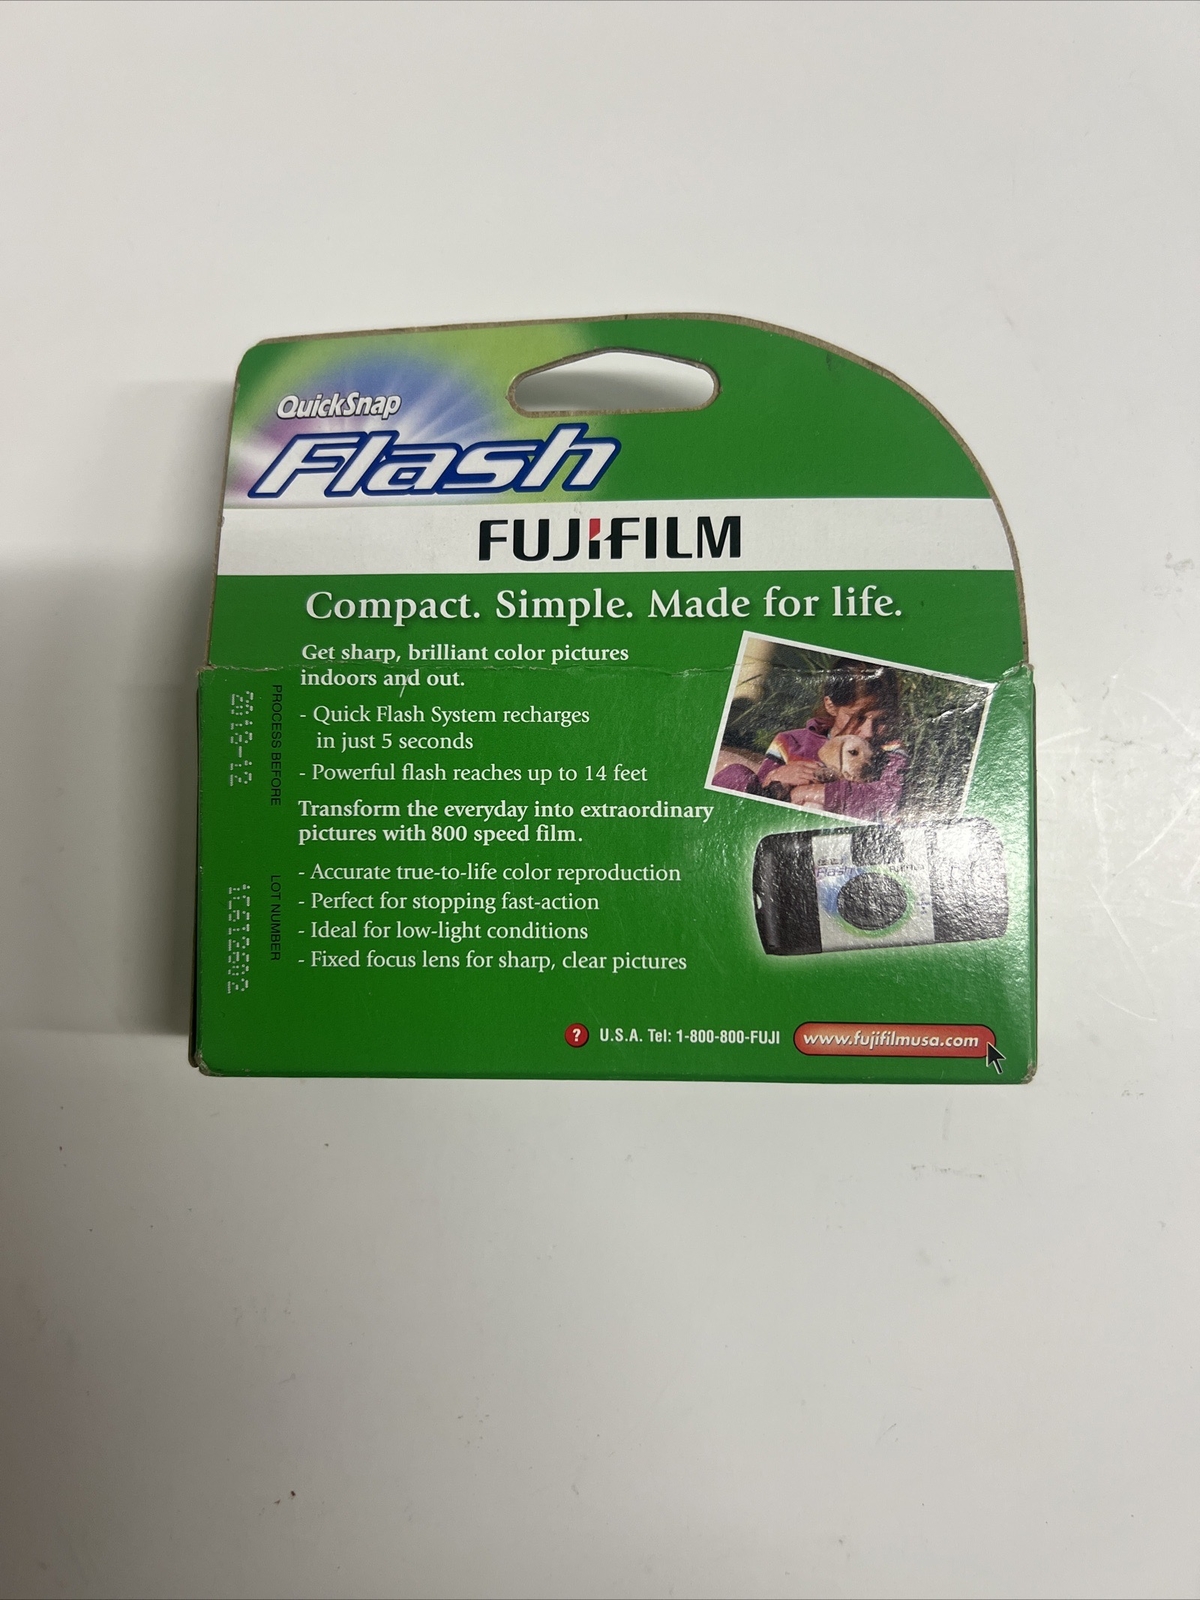 QuickSnap
Flash
FUJIFILM
Compact. Simple. Made for life.
Get sharp, brilliant color pictures
indoors and out.
- Quick Flash System recharges
in just 5 seconds
- Powerful flash reaches up to 14 feet
Transform the everyday into extraordinary
pictures with 800 speed film.
- Accurate true-to-life color reproduction
- Perfect for stopping fast-action
- Ideal for low-light conditions
- Fixed focus lens for sharp, clear pictures
PROCESS BEFORE
LOT NUMBER
? U.S.A. Tel: 1-800-800-FUJI
www.fujifilmusa.com
Flash